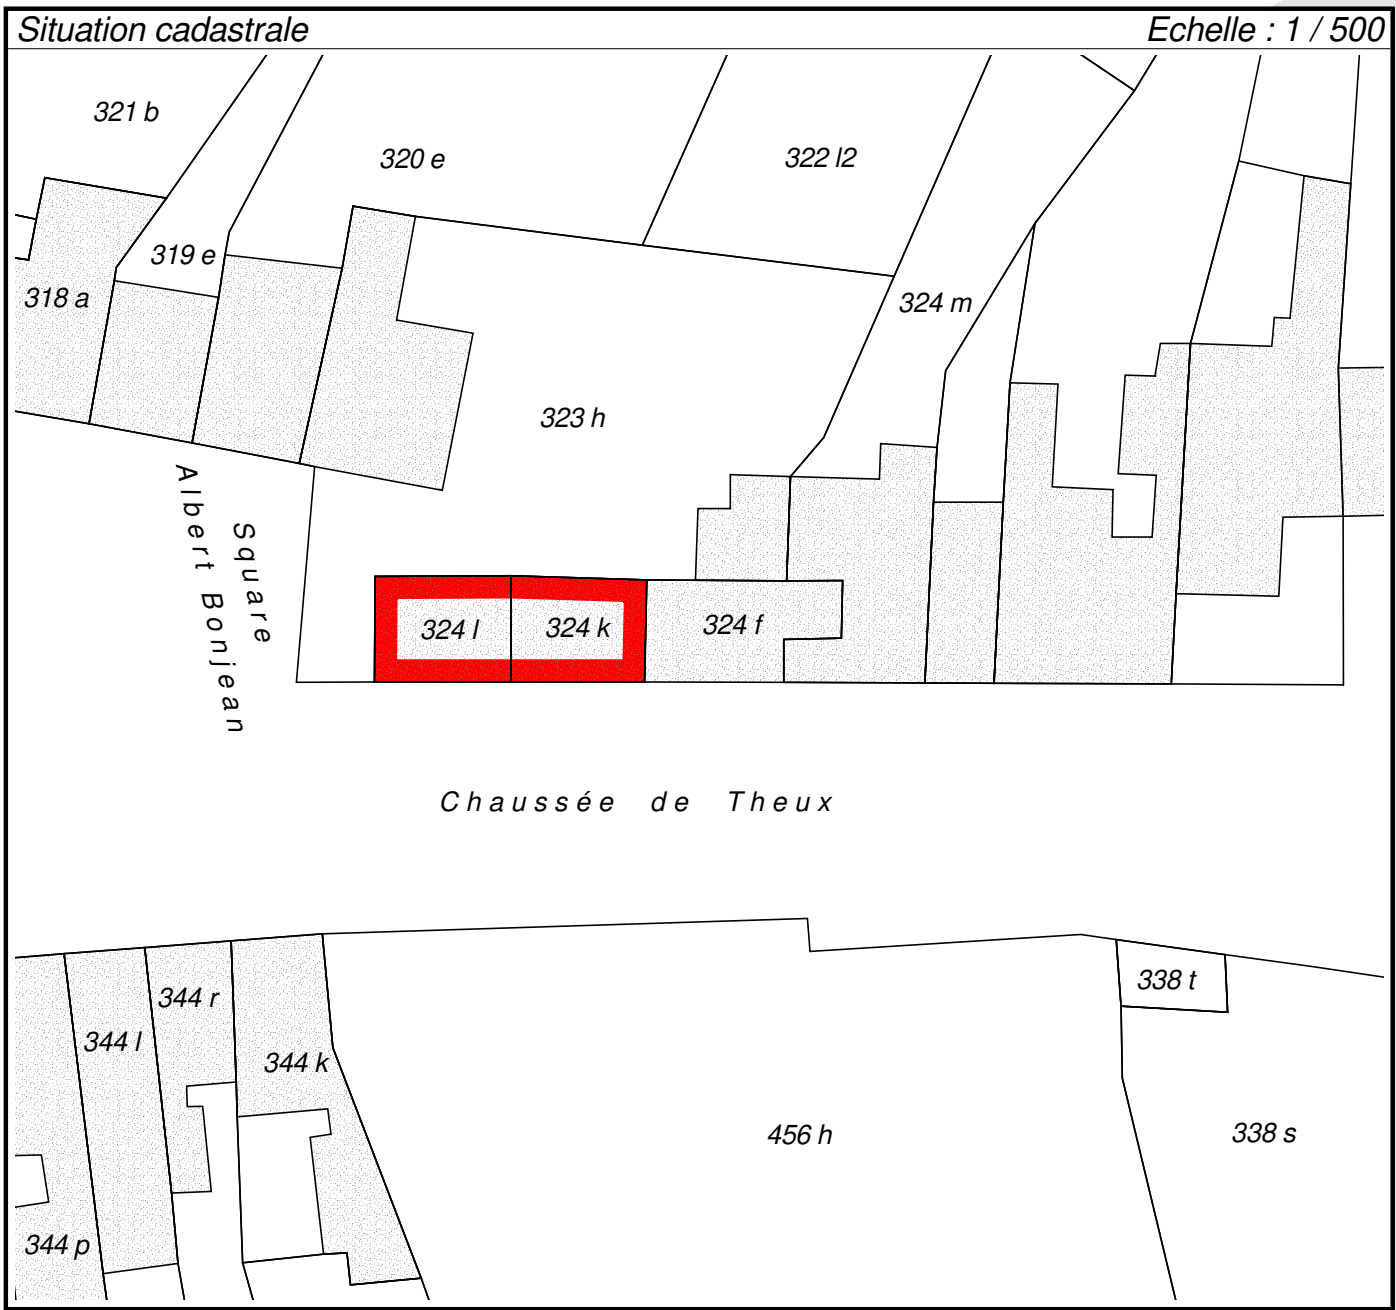 Situation cadastrale
Echelle : 1 / 500
321 b
320 e
322 l2
319 e
318 a
324 m
323 h
Square
Albert Bonjean
324 l
324 k
324 f
Chaussée de Theux
338 t
344 r
344 l
344 k
456 h
338 s
344 p